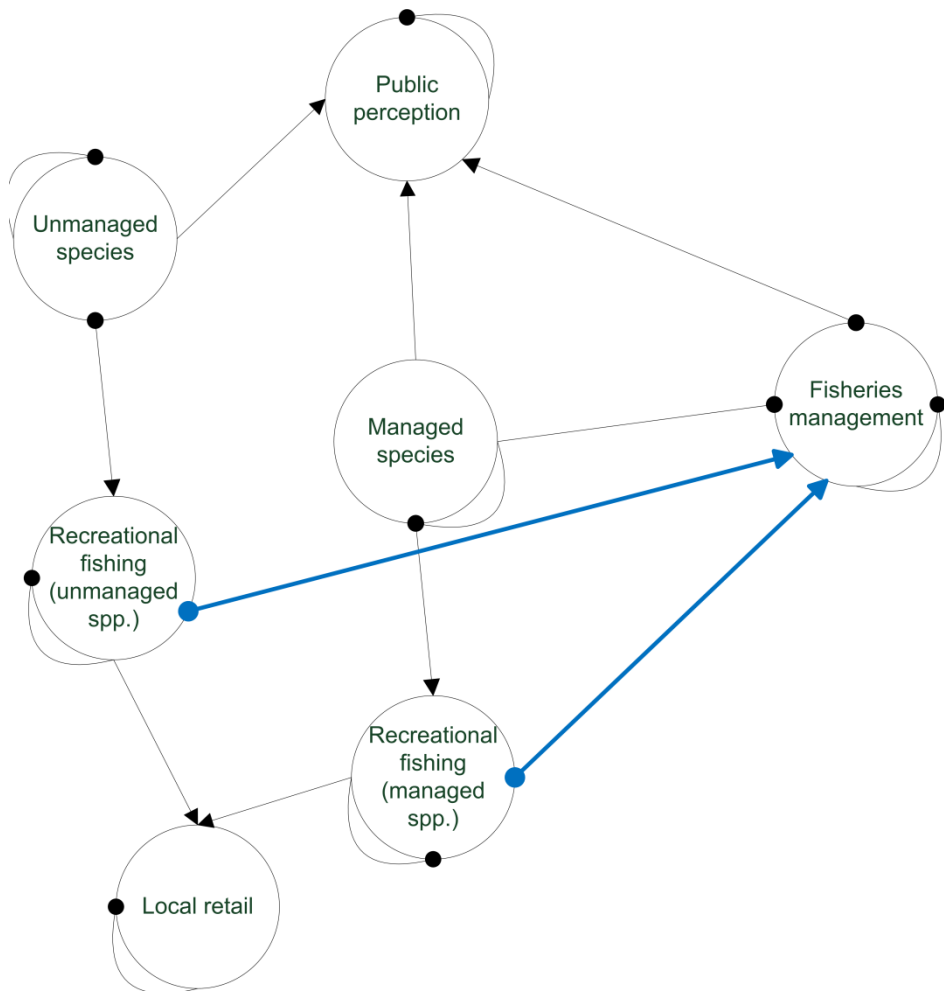 Public
perception
Unmanaged
species
Fisheries
management
Managed
species
Recreational
fishing
(unmanaged
spp.)
Recreational
fishing
(managed
spp.)
Local retail